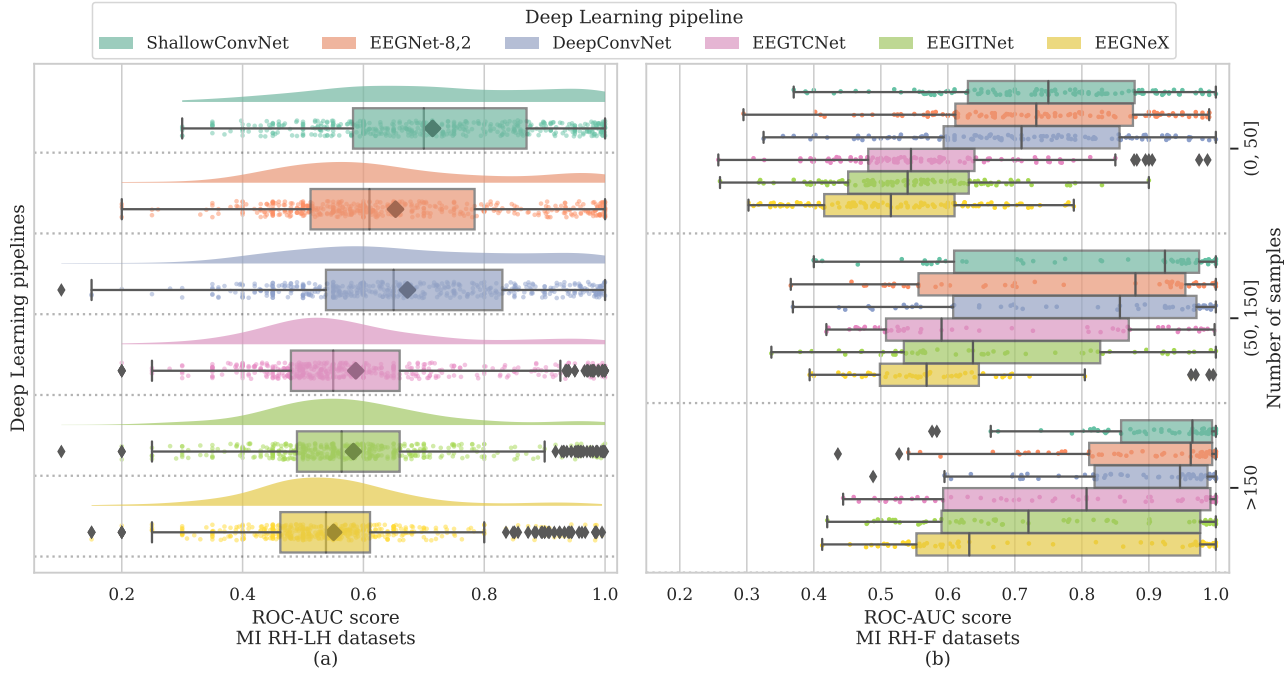 Deep Learning pipeline
ShallowConvNet EEGNet-8,2 DeepConvNet EEGTCNet EEGITNet EEGNeX
Deep Learning pipelines
0.2 0.4 0.6 0.8 1.0
ROC-AUC score
MI RH-LH datasets
(a)
(0, 50]
(50, 150]
>150
Number of samples
0.2 0.3 0.4 0.5 0.6 0.7 0.8 0.9 1.0
ROC-AUC score
MI RH-F datasets
(b)